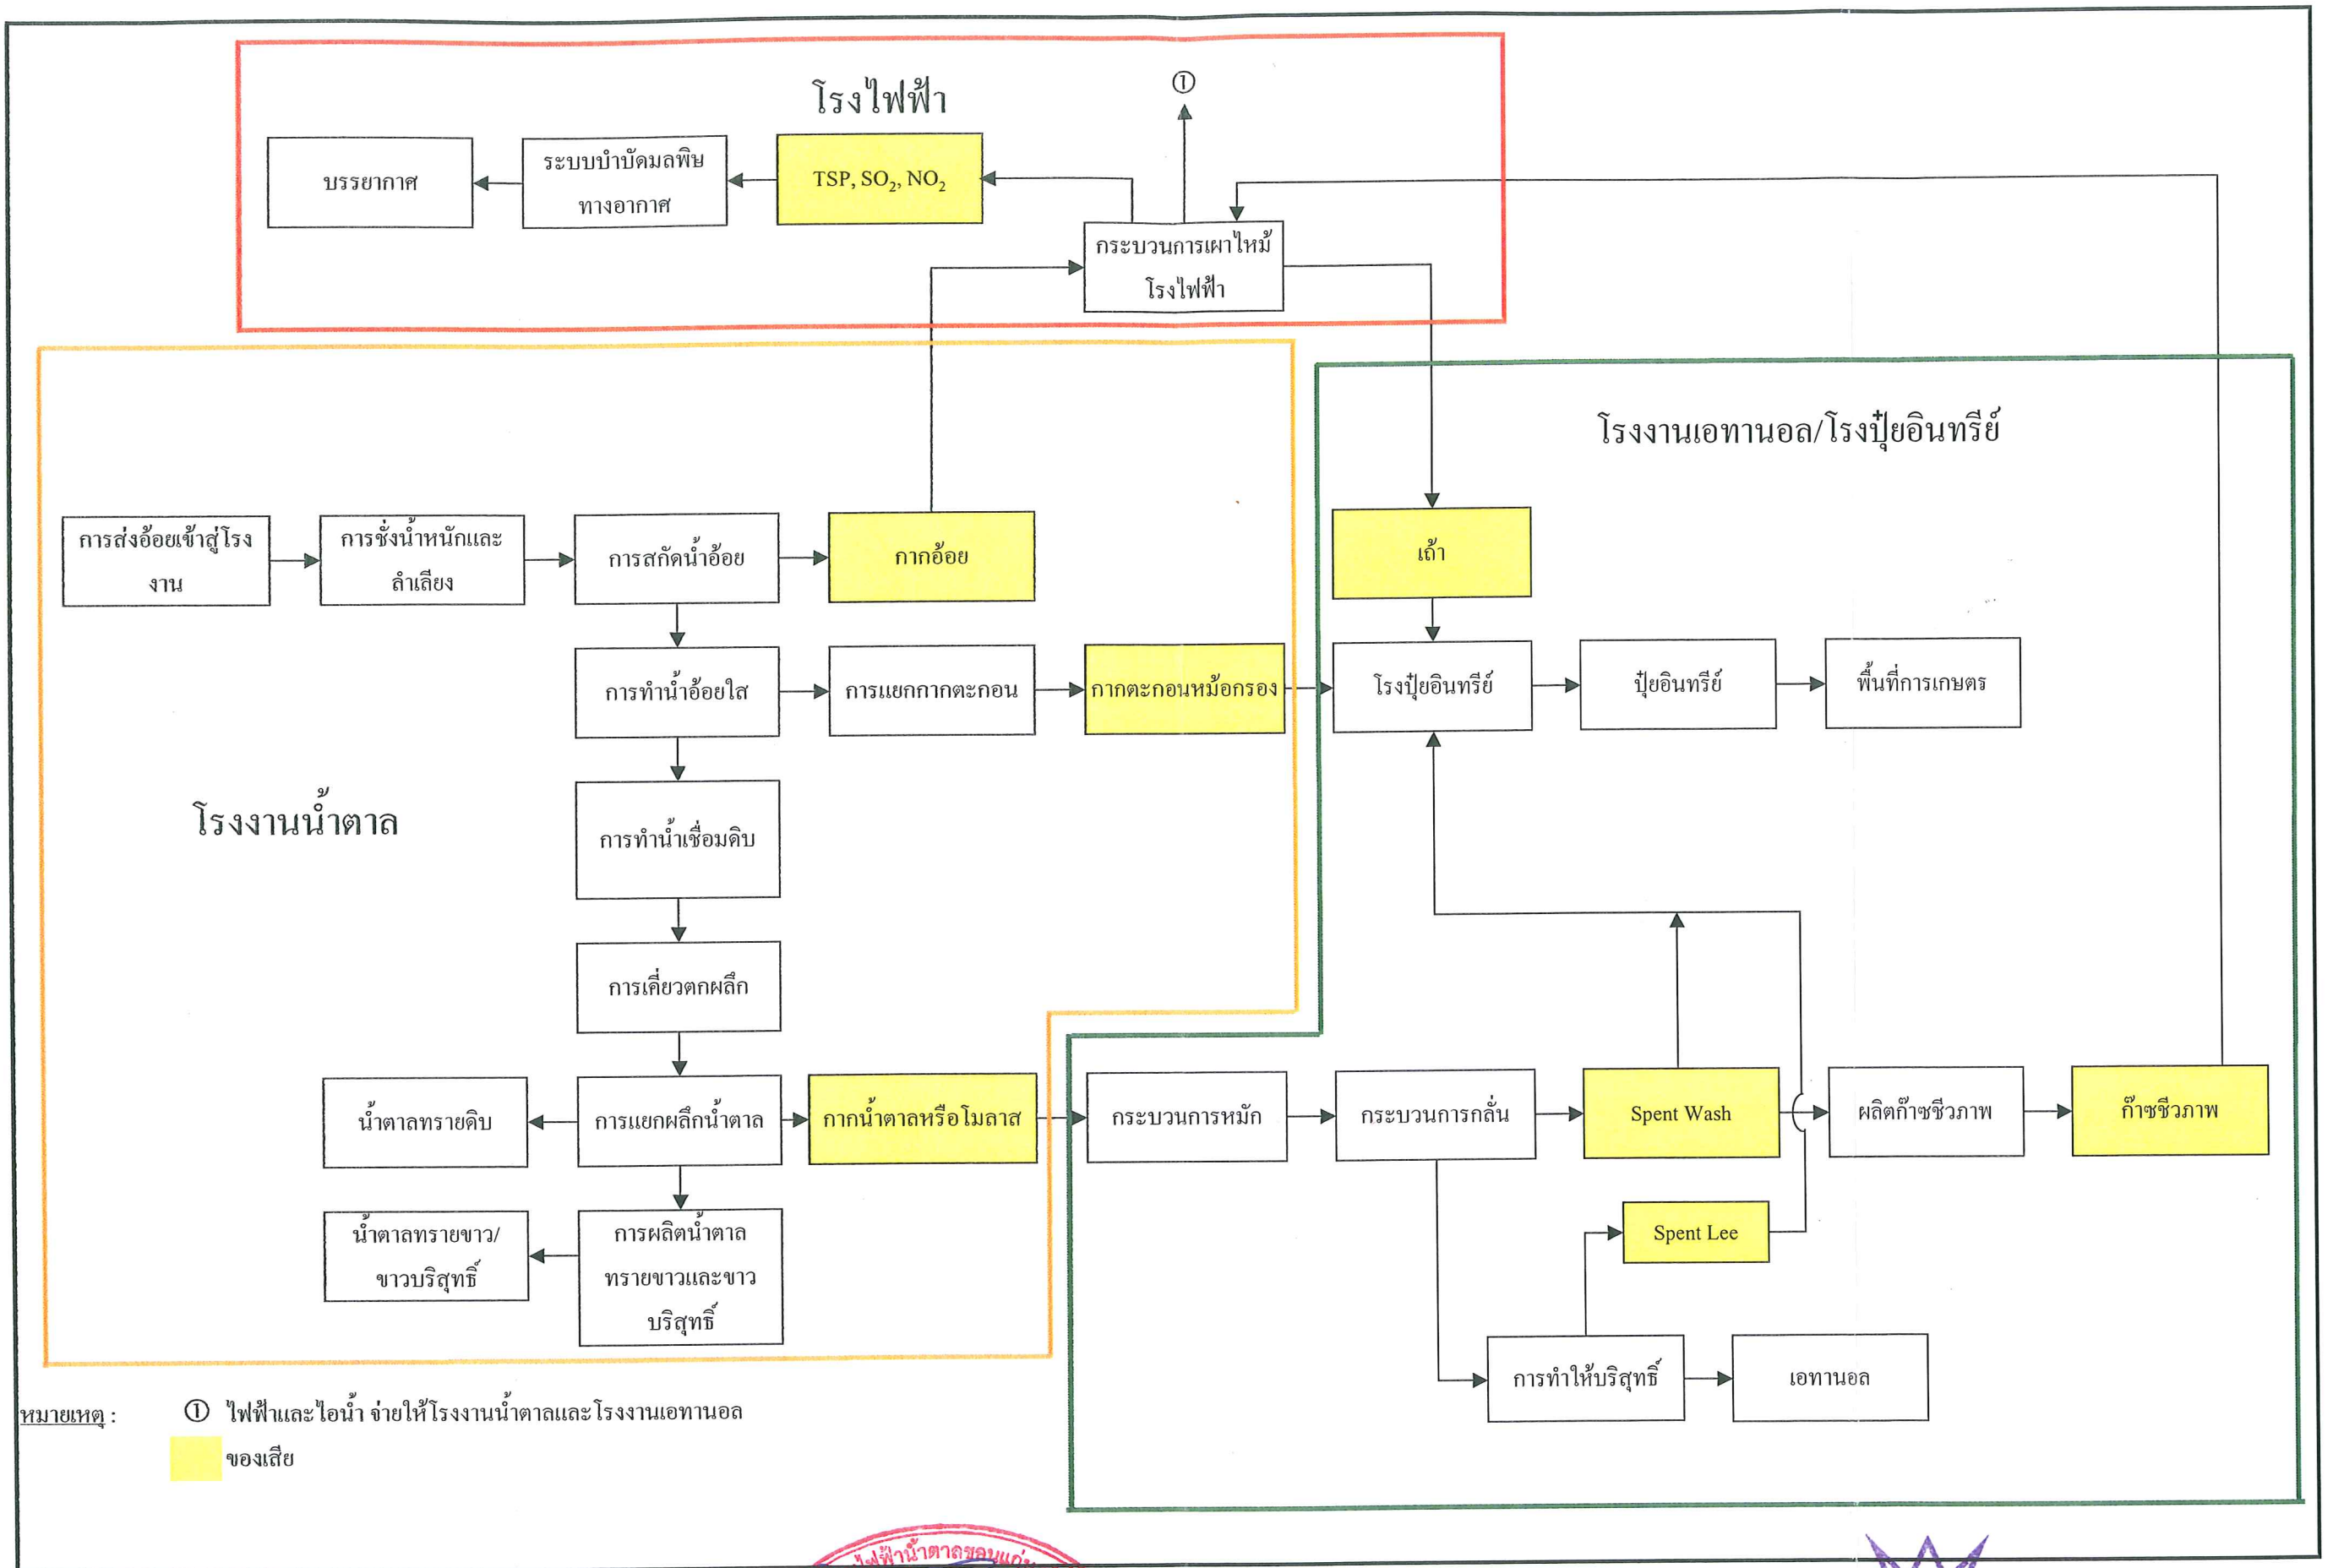 โรงไฟฟ้า
①
บรรยากาศ
ระบบบำบัดมลพิษ
ทางอากาศ
TSP, SO₂, NO₂
กระบวนการเผาไหม้
โรงไฟฟ้า
โรงงานเอทานอล/โรงปุ๋ยอินทรีย์
การส่งอ้อยเข้าสู่โรง
งาน
การชั่งน้ำหนักและ
ลำเลียง
การสกัดน้ำอ้อย
กากอ้อย
เถ้า
การทำน้ำอ้อยใส
การแยกกากตะกอน
กากตะกอนหม้อกรอง
โรงปุ๋ยอินทรีย์
ปุ๋ยอินทรีย์
พื้นที่การเกษตร
โรงงานน้ำตาล
การทำน้ำเชื่อมดิบ
การเคี่ยวตกผลึก
น้ำตาลทรายดิบ
การแยกผลึกน้ำตาล
กากน้ำตาลหรือโมลาส
กระบวนการหมัก
กระบวนการกลั่น
Spent Wash
ผลิตก๊าซชีวภาพ
ก๊าซชีวภาพ
น้ำตาลทรายขาว/
ขาวบริสุทธิ์
การผลิตน้ำตาล
ทรายขาวและขาว
บริสุทธิ์
Spent Lee
การทำให้บริสุทธิ์
เอทานอล
หมายเหตุ : ① ไฟฟ้าและไอน้ำ จ่ายให้โรงงานน้ำตาลและโรงงานเอทานอล
ของเสีย
ไฟฟ้าน้ำตาลขอนแก่น